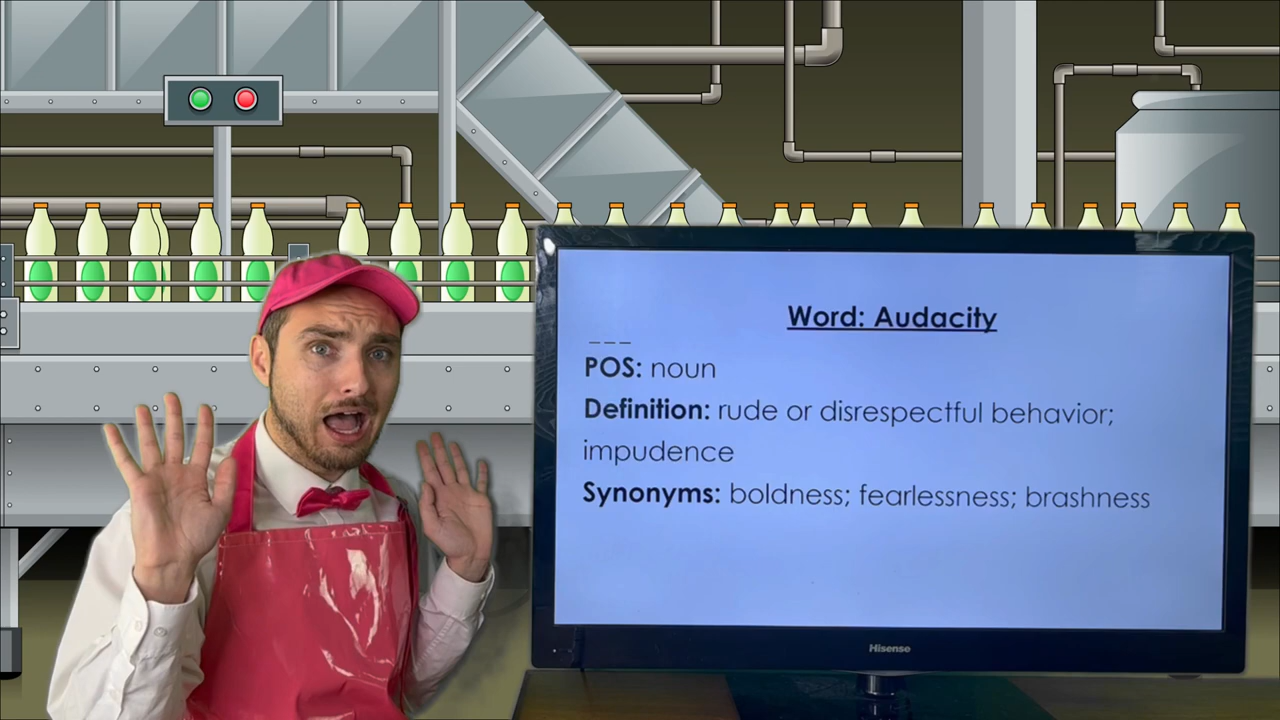 Word: Audacity
POS: noun
Definition: rude or disrespectful behavior;
impudence
Synonyms: boldness; fearlessness; brashness
Hisense